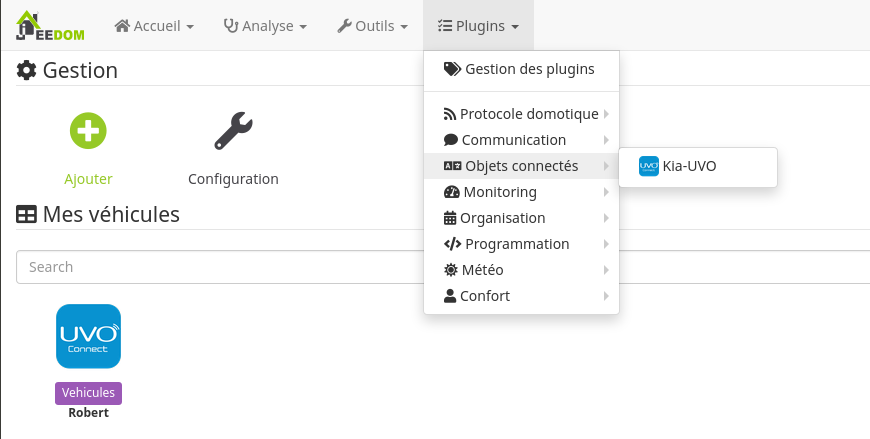 JEEDOM Accueil Analyse Outils Plugins
Gestion
Gestion des plugins
Protocole domotique
Communication
Objets connectés
Kia-UVO
Monitoring
Organisation
Programmation
Météo
Confort
Ajouter Configuration
Mes véhicules
Search
UVO
Connect
Vehicules
Robert